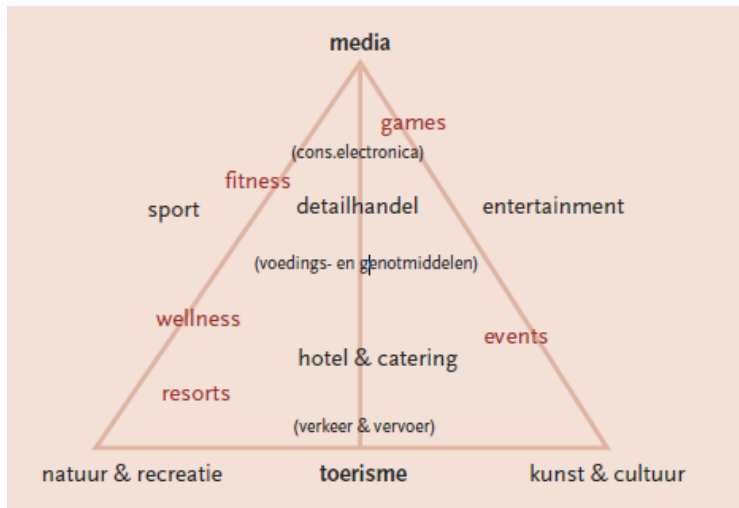 media
games
(cons.electronica)
fitness
sport
detailhandel
entertainment
(voedings- en genotmiddelen)
wellness
events
hotel & catering
resorts
(verkeer & vervoer)
natuur & recreatie
toerisme
kunst & cultuur